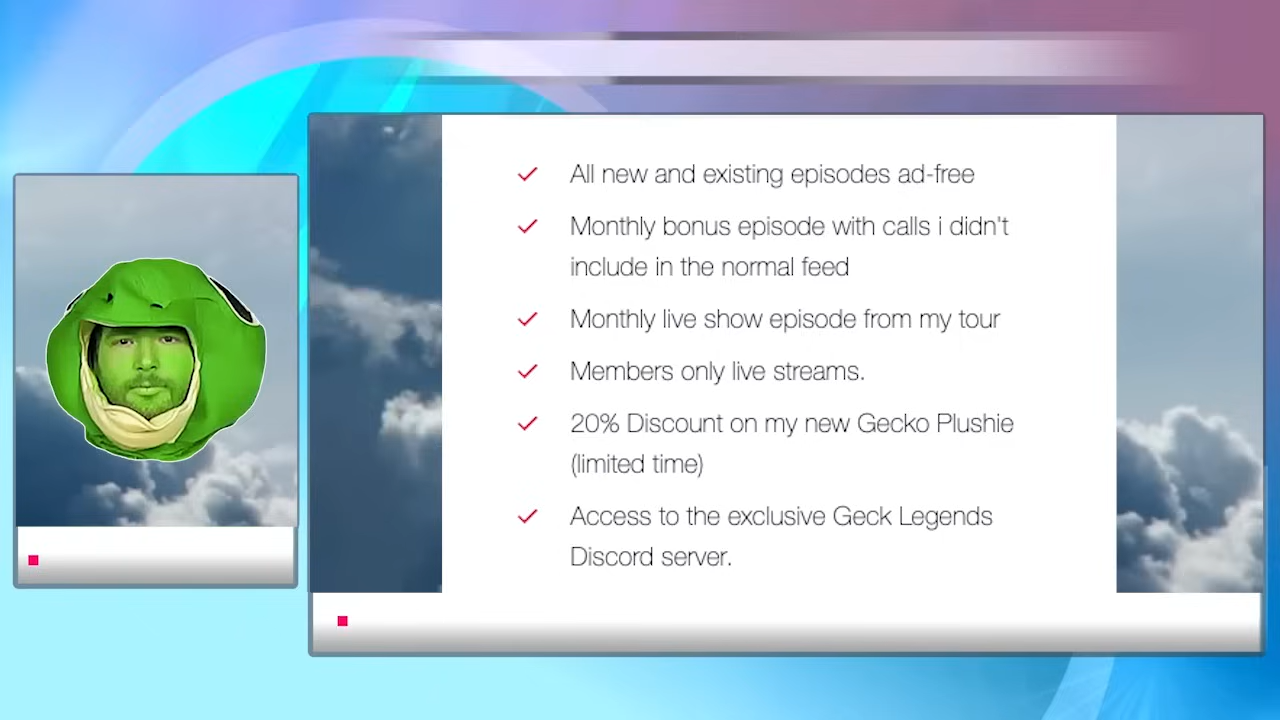 All new and existing episodes ad-free
Monthly bonus episode with calls i didn't
include in the normal feed
Monthly live show episode from my tour
Members only live streams.
20% Discount on my new Gecko Plushie
(limited time)
Access to the exclusive Geck Legends
Discord server.